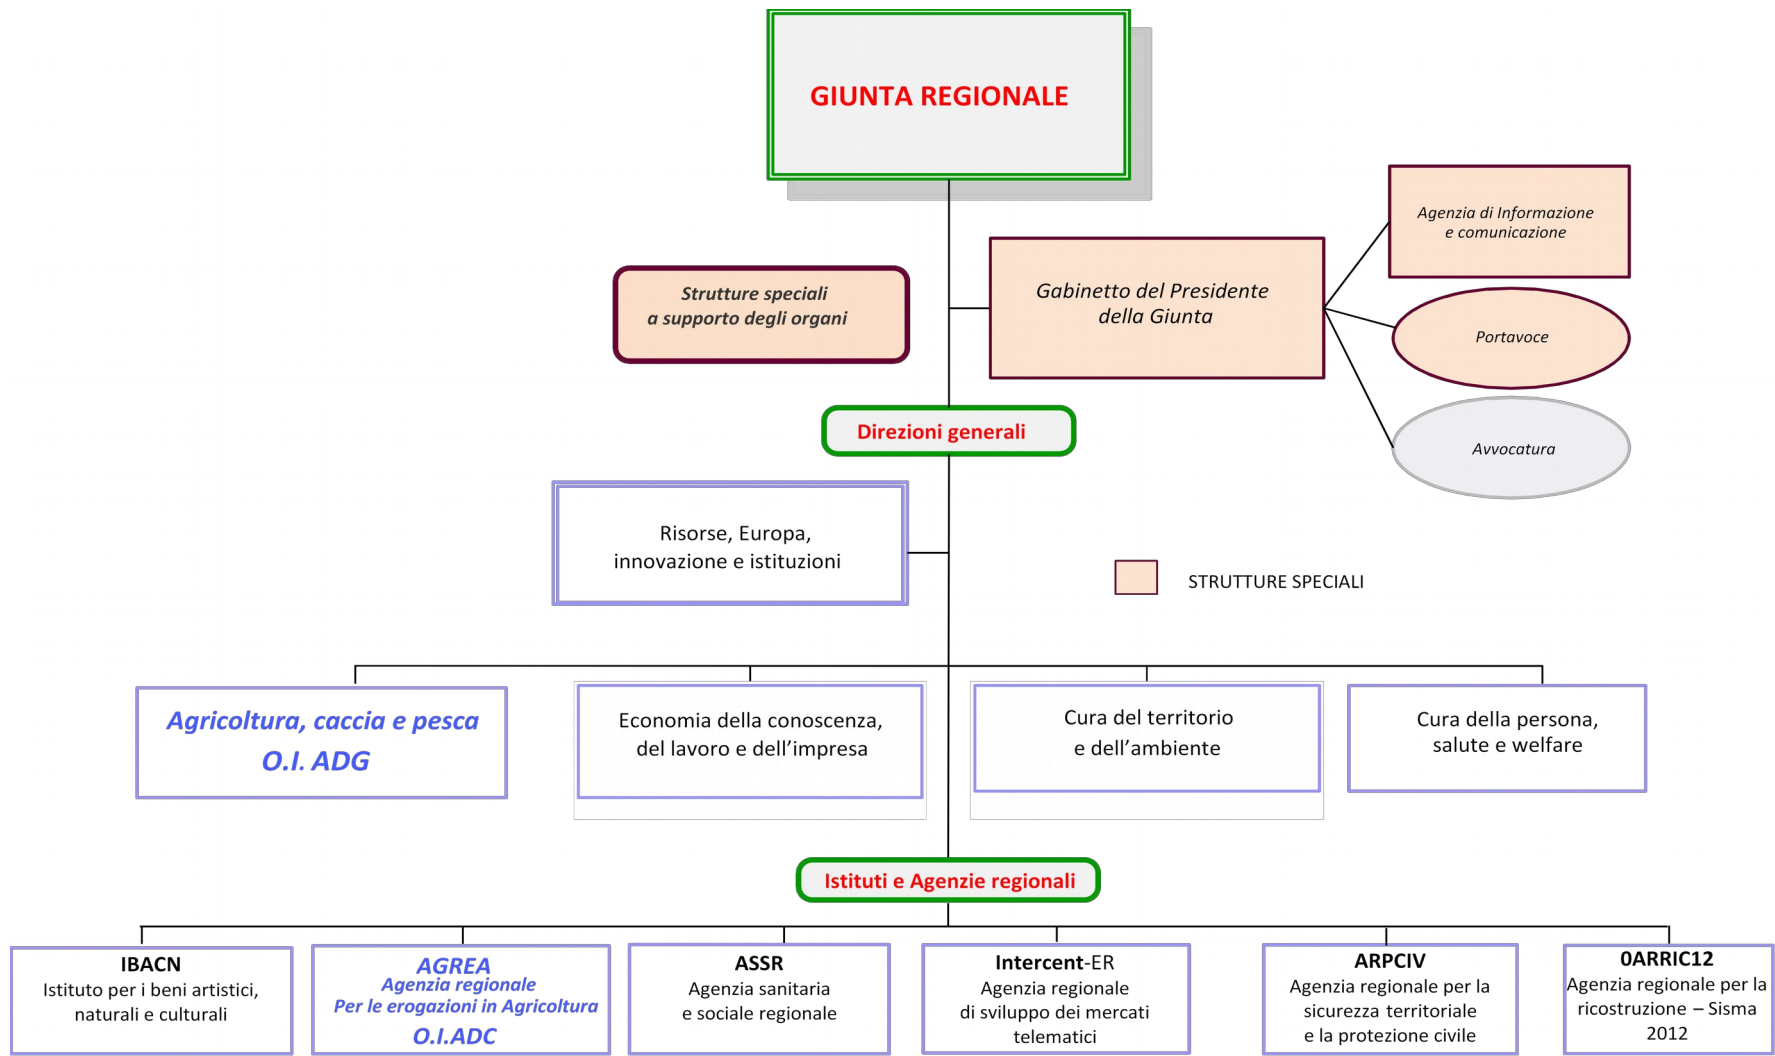 GIUNTA REGIONALE
Agenzia di Informazione
e comunicazione
Strutture speciali
a supporto degli organi
Gabinetto del Presidente
della Giunta
Portavoce
Direzioni generali
Avvocatura
Risorse, Europa,
innovazione e istituzioni
STRUTTURE SPECIALI
Agricoltura, caccia e pesca
O.I. ADG
Economia della conoscenza,
del lavoro e dell’impresa
Cura del territorio
e dell’ambiente
Cura della persona,
salute e welfare
Istituti e Agenzie regionali
IBACN
Istituto per i beni artistici,
naturali e culturali
AGREA
Agenzia regionale
Per le erogazioni in Agricoltura
O.I.ADC
ASSR
Agenzia sanitaria
e sociale regionale
Intercent-ER
Agenzia regionale
di sviluppo dei mercati
telematici
ARPCIV
Agenzia regionale per la
sicurezza territoriale
e la protezione civile
0ARRIC12
Agenzia regionale per la
ricostruzione – Sisma
2012